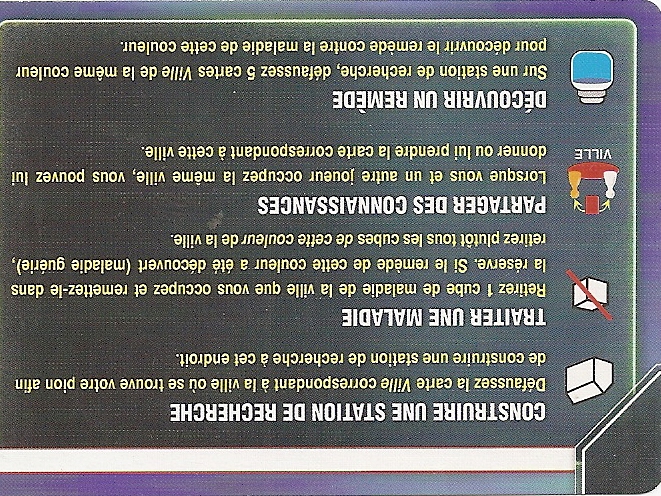 CONSTRUIRE UNE STATION DE RECHERCHE
Défaussez la carte Ville correspondant à la ville où se trouve votre pion afin
de construire une station de recherche à cet endroit.
TRAITER UNE MALADIE
Retirez 1 cube de maladie de la ville que vous occupez et remettez-le dans
la réserve. Si le remède de cette couleur a été découvert (maladie guérie),
retirez plutôt tous les cubes de cette couleur de la ville.
PARTAGER DES CONNAISSANCES
Lorsque vous et un autre joueur occupez la même ville, vous pouvez lui
donner ou lui prendre la carte correspondant à cette ville.
VILLE
DÉCOUVRIR UN REMÈDE
Sur une station de recherche, défaussez 5 cartes Ville de la même couleur
pour découvrir le remède contre la maladie de cette couleur.